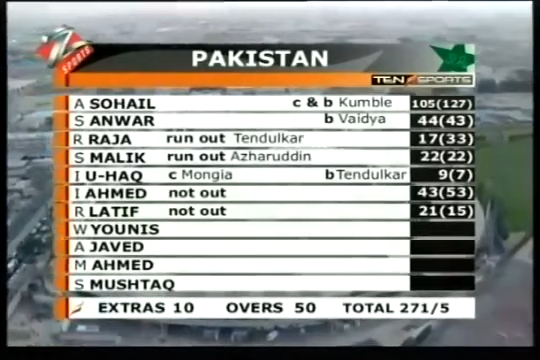 7 SPORTS
PAKISTAN
TEN SPORTS
A SOHAIL c & b Kumble 105(127)
S ANWAR b Vaidya 44(43)
R RAJA run out Tendulkar 17(33)
S MALIK run out Azharuddin 22(22)
I U-HAQ c Mongia b Tendulkar 9(7)
I AHMED not out 43(53)
R LATIF not out 21(15)
W YOUNIS
A JAVED
M AHMED
S MUSHTAQ
EXTRAS 10 OVERS 50 TOTAL 271/5